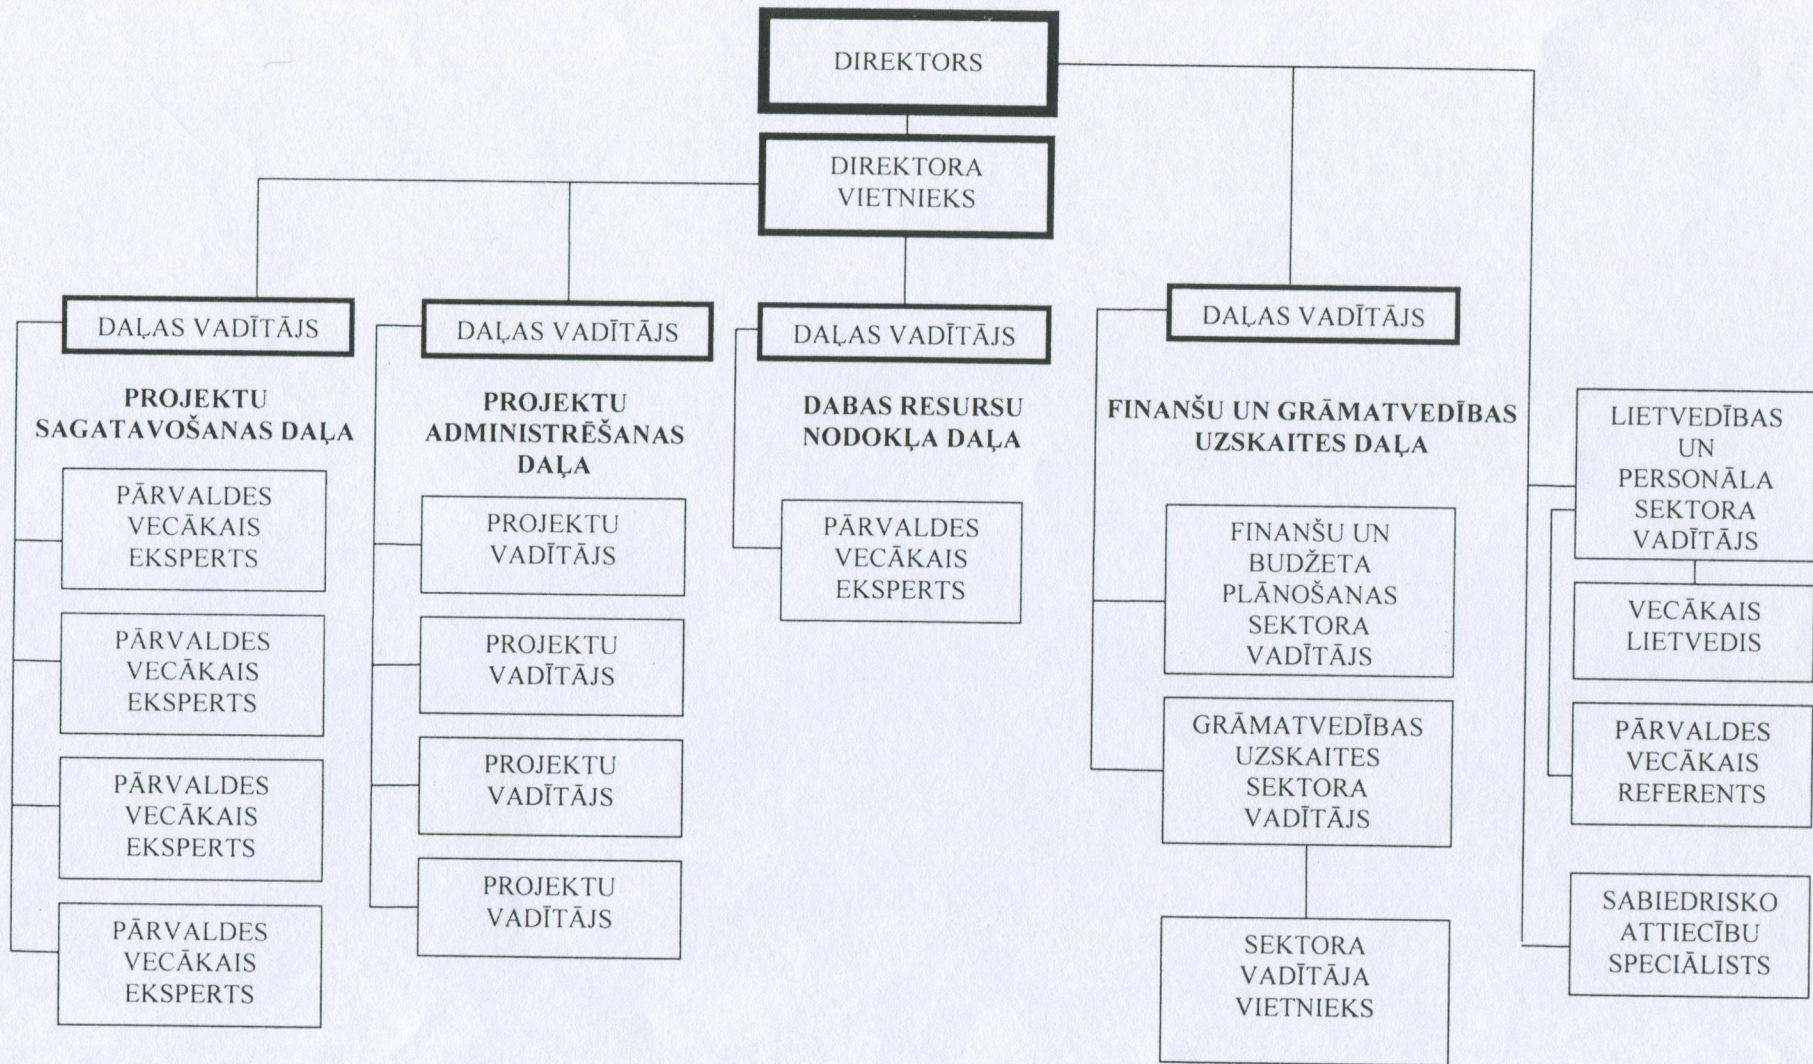 DIREKTORS
DIREKTORA
VIETNIEKS
DAĻAS VADĪTĀJS
PROJEKTU
SAGATAVOŠANAS DAĻA
PĀRVALDES
VECĀKAIS
EKSPERTS
PĀRVALDES
VECĀKAIS
EKSPERTS
PĀRVALDES
VECĀKAIS
EKSPERTS
PĀRVALDES
VECĀKAIS
EKSPERTS
DAĻAS VADĪTĀJS
PROJEKTU
ADMINISTRĒŠANAS
DAĻA
PROJEKTU
VADĪTĀJS
PROJEKTU
VADĪTĀJS
PROJEKTU
VADĪTĀJS
PROJEKTU
VADĪTĀJS
DAĻAS VADĪTĀJS
DABAS RESURSU
NODOKĻA DAĻA
PĀRVALDES
VECĀKAIS
EKSPERTS
DAĻAS VADĪTĀJS
FINANŠU UN GRĀMATVEDĪBAS
UZSKAITES DAĻA
FINANŠU UN
BUDŽETA
PLĀNOŠANAS
SEKTORA
VADĪTĀJS
GRĀMATVEDĪBAS
UZSKAITES
SEKTORA
VADĪTĀJS
SEKTORA
VADĪTĀJA
VIETNIEKS
LIETVEDĪBAS
UN
PERSONĀLA
SEKTORA
VADĪTĀJS
VECĀKAIS
LIETVEDIS
PĀRVALDES
VECĀKAIS
REFERENTS
SABIEDRISKO
ATTIECĪBU
SPECIĀLISTS